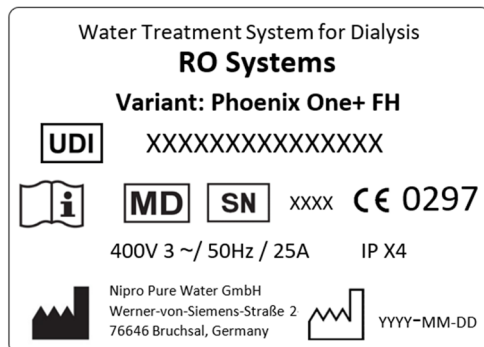 Water Treatment System for Dialysis
RO Systems
Variant: Phoenix One+ FH
UDI XXXXXXXXXXXXXXX
i MD SN XXXX CE 0297
400V 3 ~/ 50Hz / 25A IP X4
Nipro Pure Water GmbH
Werner-von-Siemens-Straße 2
76646 Bruchsal, Germany
YYYY-MM-DD